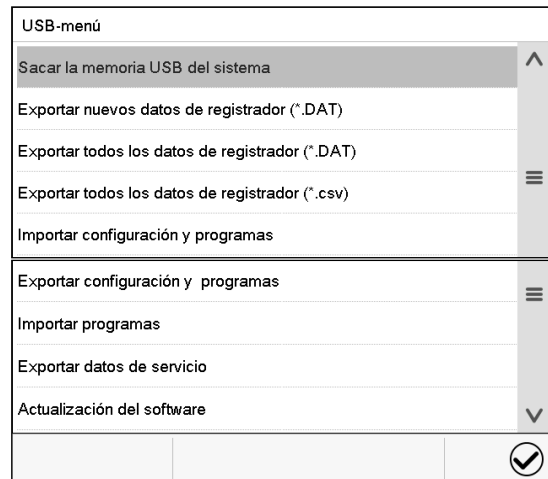 USB-menú
Sacar la memoria USB del sistema
Exportar nuevos datos de registrador (*.DAT)
Exportar todos los datos de registrador (*.DAT)
Exportar todos los datos de registrador (*.csv)
Importar configuración y programas
Exportar configuración y programas
Importar programas
Exportar datos de servicio
Actualización del software